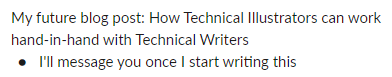 My future blog post: How Technical Illustrators can work
hand-in-hand with Technical Writers
● I'll message you once I start writing this